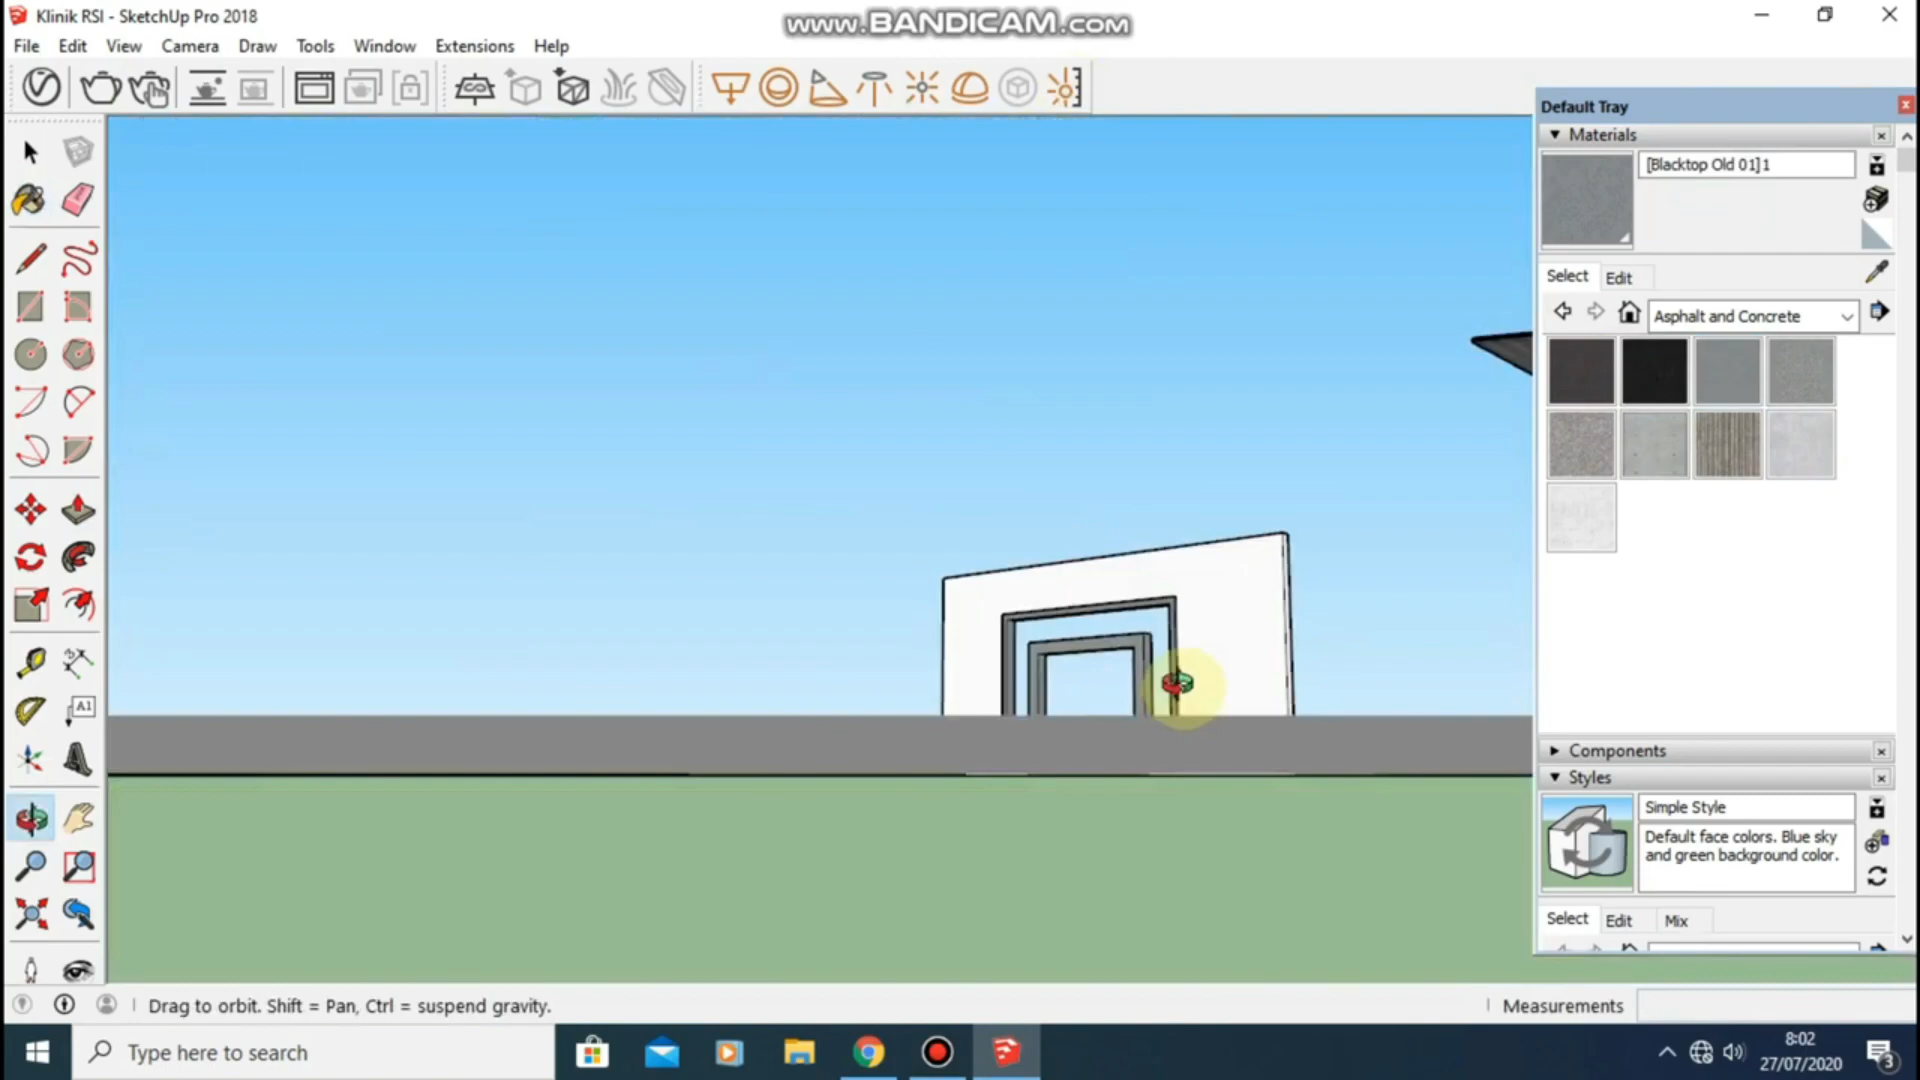 Klinik RSI - SketchUp Pro 2018
www.BANDICAM.com
File Edit View Camera Draw Tools Window Extensions Help
Default Tray
Materials
[Blacktop Old 01]1
Select Edit
Asphalt and Concrete
A1
Components
Styles
Simple Style
Default face colors. Blue sky
and green background color.
Select Edit Mix
Drag to orbit. Shift = Pan, Ctrl = suspend gravity.
Measurements
Type here to search
8:02
27/07/2020
3